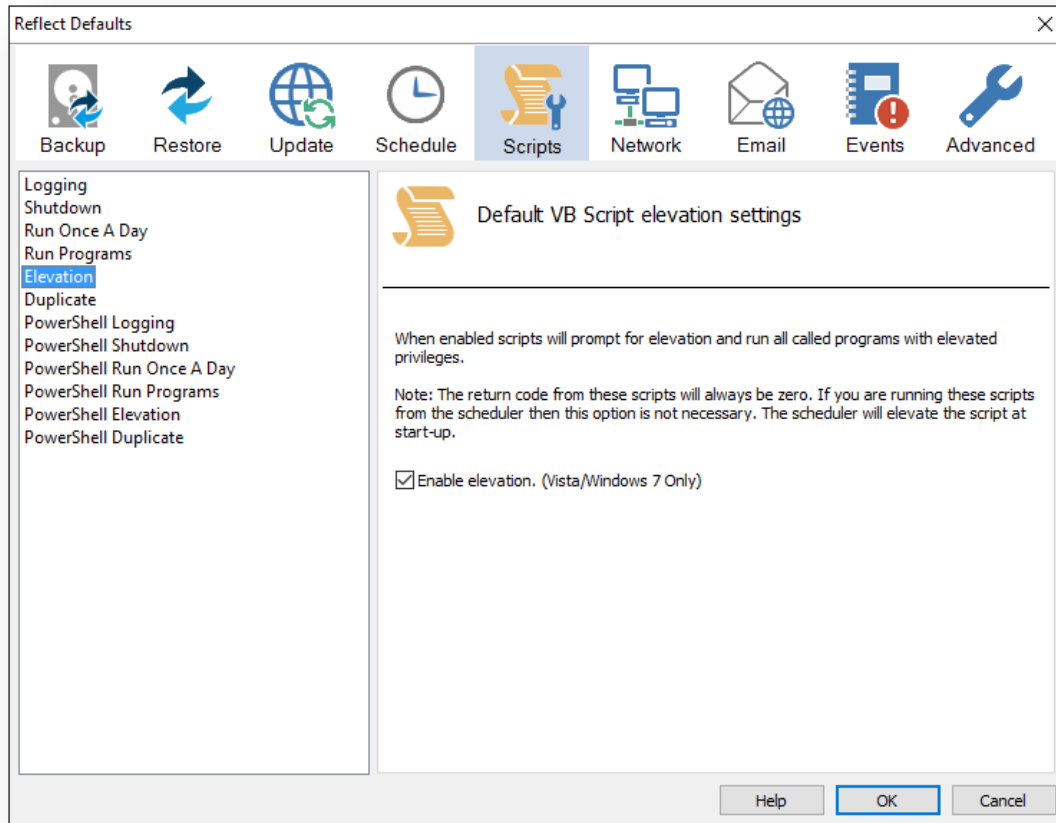 Reflect Defaults
Backup Restore Update Schedule Scripts Network Email Events Advanced
Logging
Shutdown
Run Once A Day
Run Programs
Elevation
Duplicate
PowerShell Logging
PowerShell Shutdown
PowerShell Run Once A Day
PowerShell Run Programs
PowerShell Elevation
PowerShell Duplicate
Default VB Script elevation settings
When enabled scripts will prompt for elevation and run all called programs with elevated
privileges.
Note: The return code from these scripts will always be zero. If you are running these scripts
from the scheduler then this option is not necessary. The scheduler will elevate the script at
start-up.
Enable elevation. (Vista/Windows 7 Only)
Help OK Cancel